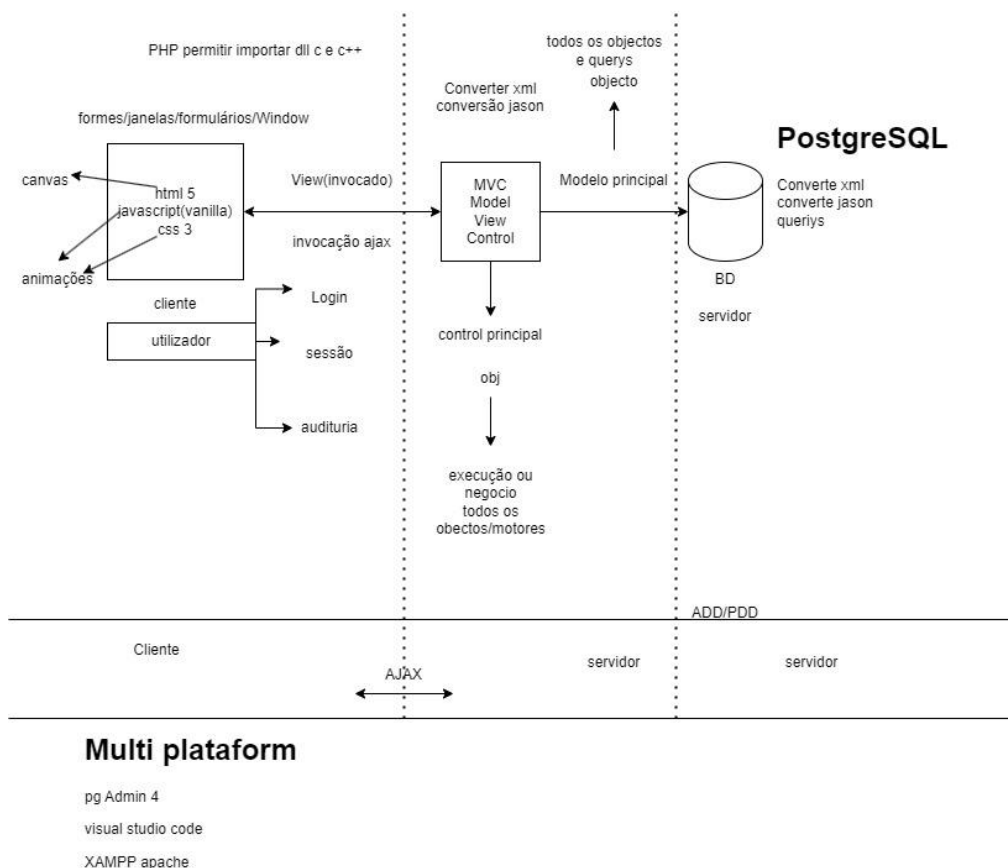 PHP permitir importar dll c e c++
todos os objectos
e querys
objecto
Converter xml
conversão jason
formes/janelas/formulários/Window
PostgreSQL
canvas
html 5
javascript(vanilla)
css 3
animações
View(invocado)
invocação ajax
MVC
Model
View
Control
Modelo principal
Converte xml
converte jason
queriys
BD
servidor
cliente
utilizador
Login
sessão
audituria
control principal
obj
execução ou
negocio
todos os
obectos/motores
ADD/PDD
Cliente
AJAX
servidor
servidor
Multi plataform
pg Admin 4
visual studio code
XAMPP apache